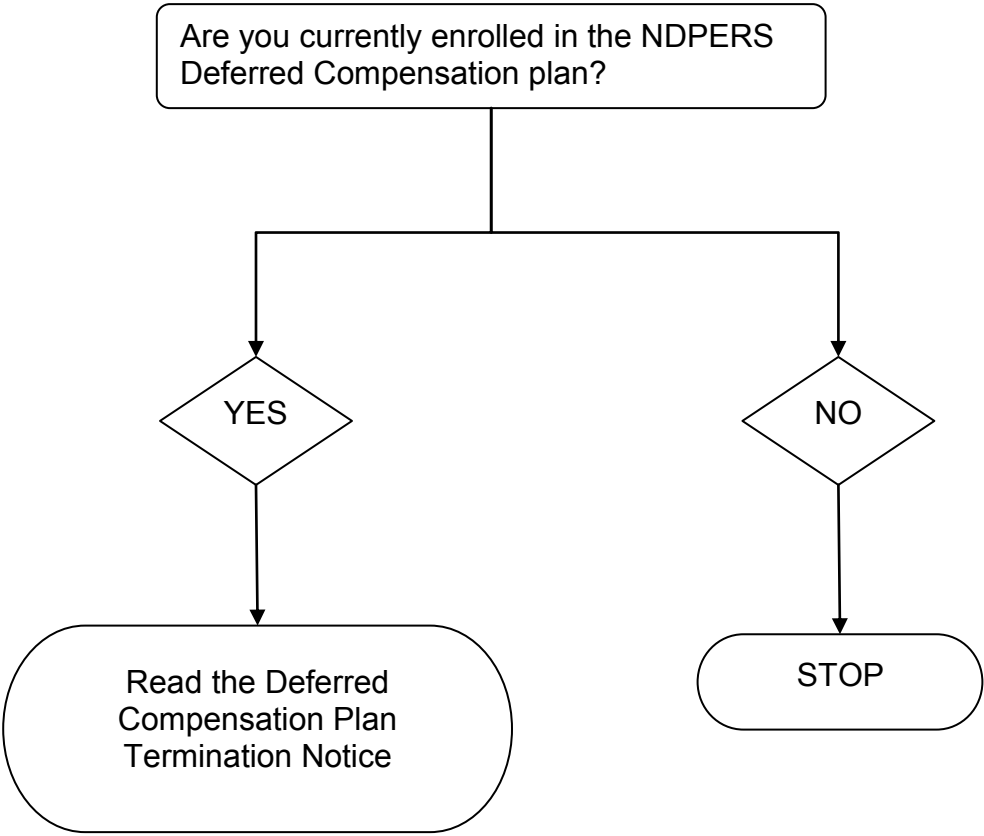 Are you currently enrolled in the NDPERS
Deferred Compensation plan?
YES
NO
Read the Deferred
Compensation Plan
Termination Notice
STOP